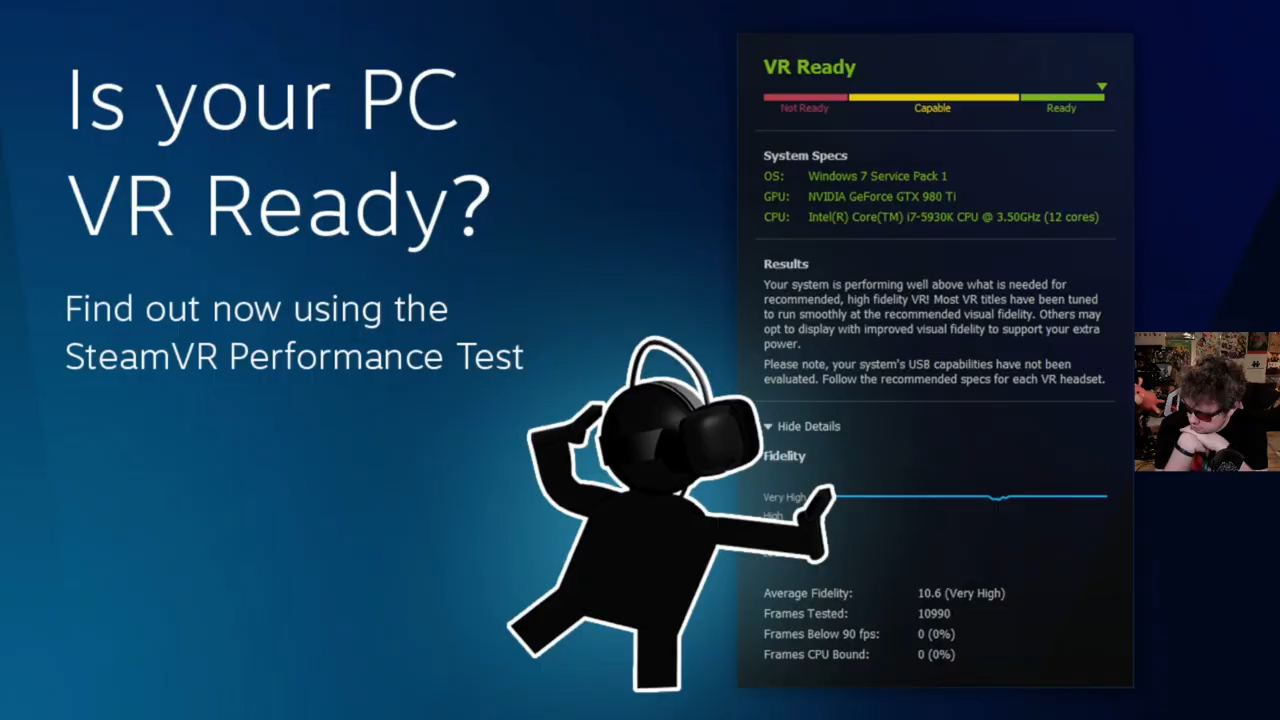 Is your PC
VR Ready?
Find out now using the
SteamVR Performance Test
VR Ready
Not Ready Capable Ready
System Specs
OS: Windows 7 Service Pack 1
GPU: NVIDIA GeForce GTX 980 Ti
CPU: Intel(R) Core(TM) i7-5930K CPU @ 3.50GHz (12 cores)
Results
Your system is performing well above what is needed for
recommended, high fidelity VR! Most VR titles have been tuned
to run smoothly at the recommended visual fidelity. Others may
opt to display with improved visual fidelity to support your extra
power.
Please note, your system's USB capabilities have not been
evaluated. Follow the recommended specs for each VR headset.
Hide Details
Fidelity
Very High
High
Average Fidelity: 10.6 (Very High)
Frames Tested: 10990
Frames Below 90 fps: 0 (0%)
Frames CPU Bound: 0 (0%)